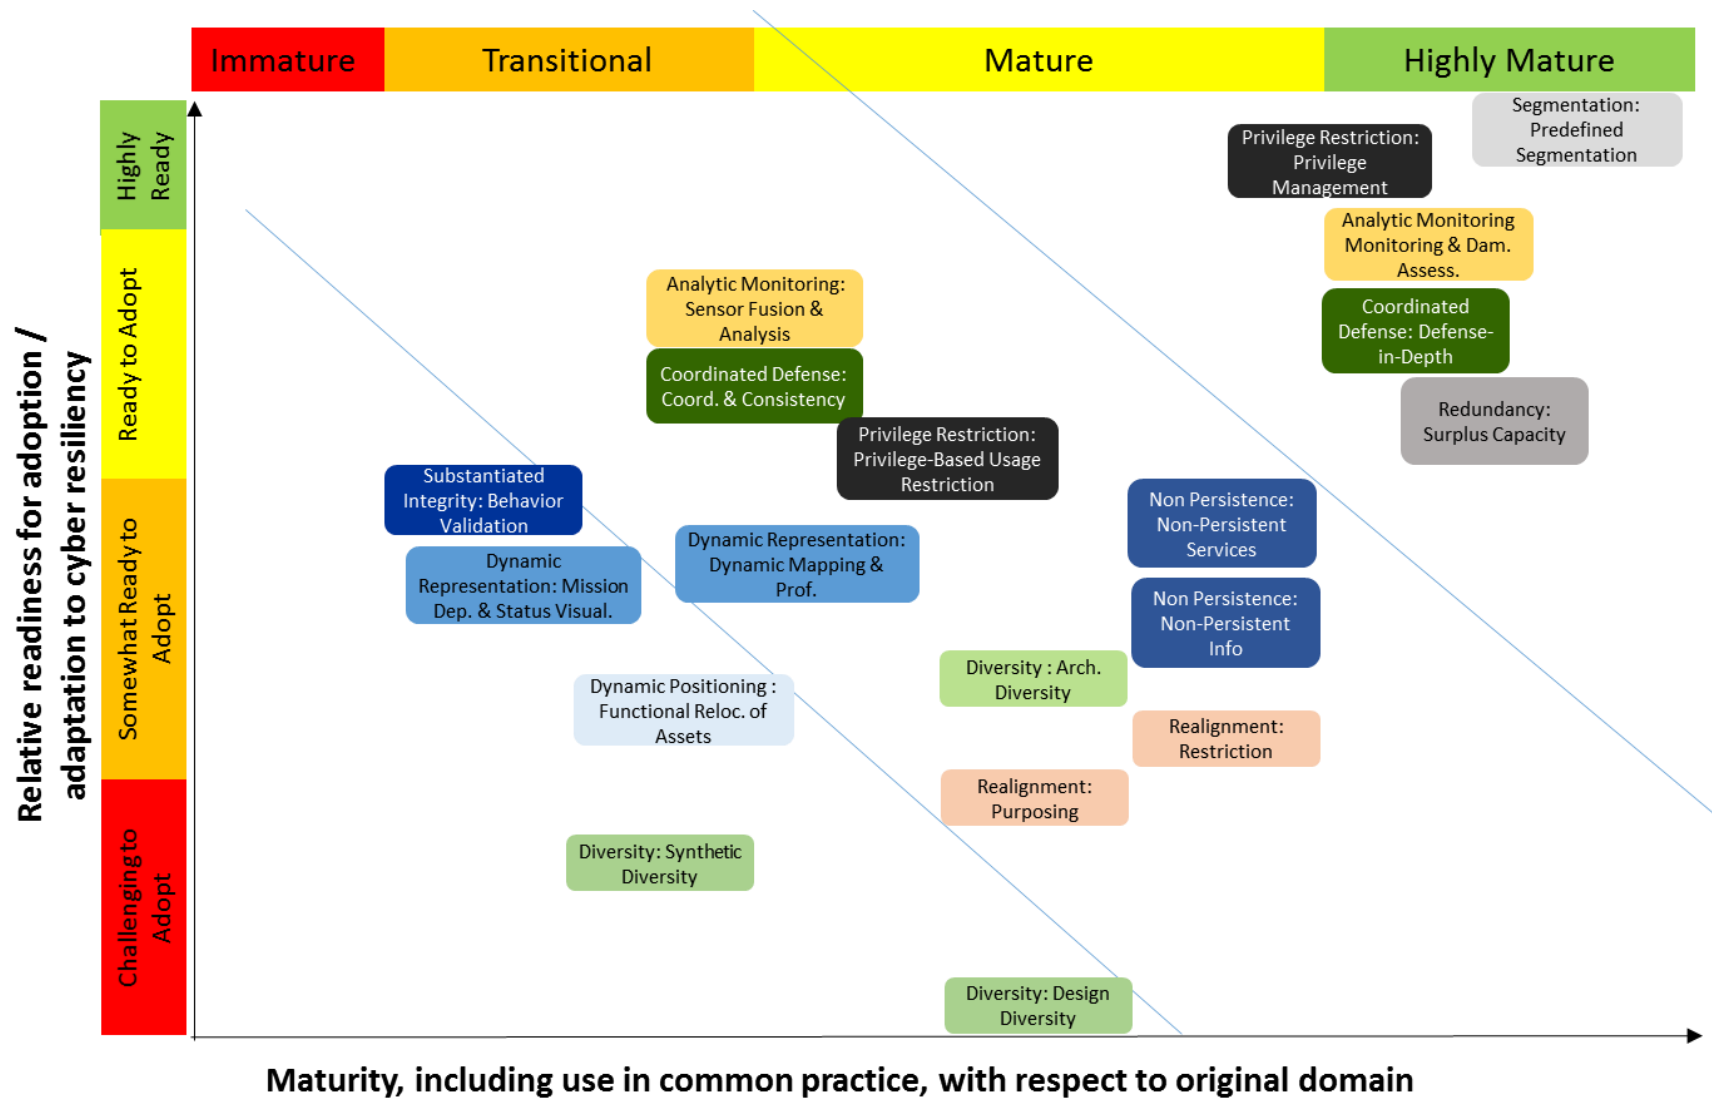 Immature
Transitional
Mature
Highly Mature
Relative readiness for adoption /
adaptation to cyber resiliency
Highly
Ready
Ready to Adopt
Somewhat Ready to
Adopt
Challenging to
Adopt
Segmentation:
Predefined
Segmentation
Privilege Restriction:
Privilege
Management
Analytic Monitoring
Monitoring & Dam.
Assess.
Analytic Monitoring:
Sensor Fusion &
Analysis
Coordinated
Defense: Defense-
in-Depth
Coordinated Defense:
Coord. & Consistency
Redundancy:
Surplus Capacity
Privilege Restriction:
Privilege-Based Usage
Restriction
Substantiated
Integrity: Behavior
Validation
Non Persistence:
Non-Persistent
Services
Dynamic Representation:
Dynamic Mapping &
Prof.
Dynamic
Representation: Mission
Dep. & Status Visual.
Non Persistence:
Non-Persistent
Info
Diversity : Arch.
Diversity
Dynamic Positioning :
Functional Reloc. of
Assets
Realignment:
Restriction
Realignment:
Purposing
Diversity: Synthetic
Diversity
Diversity: Design
Diversity
Maturity, including use in common practice, with respect to original domain